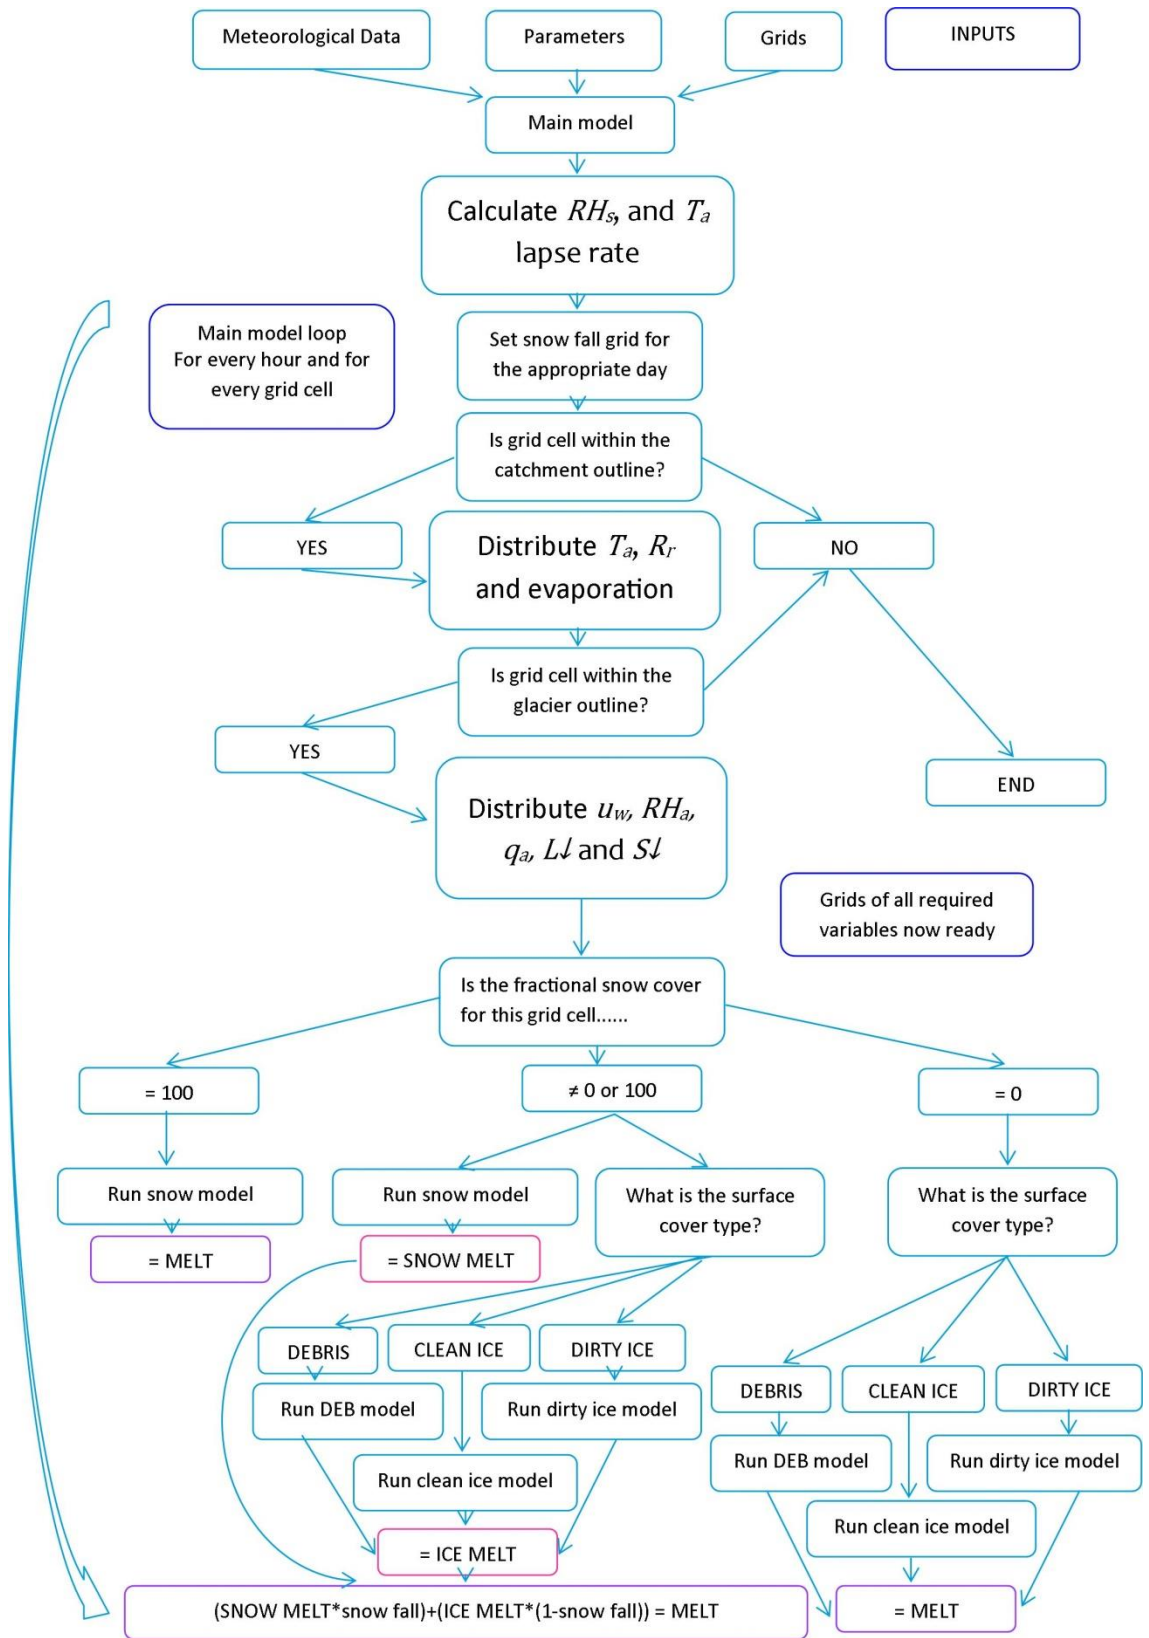 Meteorological Data
Parameters
Grids
INPUTS
Main model
Calculate RHs, and Ta
lapse rate
Main model loop
For every hour and for
every grid cell
Set snow fall grid for
the appropriate day
Is grid cell within the
catchment outline?
YES
Distribute Ta, Rr
and evaporation
NO
Is grid cell within the
glacier outline?
YES
END
Distribute uw, RHa,
qa, L↓ and S↓
Grids of all required
variables now ready
Is the fractional snow cover
for this grid cell......
= 100
≠ 0 or 100
= 0
Run snow model
Run snow model
What is the surface
cover type?
What is the surface
cover type?
= MELT
= SNOW MELT
DEBRIS
CLEAN ICE
DIRTY ICE
DEBRIS
CLEAN ICE
DIRTY ICE
Run DEB model
Run dirty ice model
Run DEB model
Run dirty ice model
Run clean ice model
Run clean ice model
= ICE MELT
(SNOW MELT*snow fall)+(ICE MELT*(1-snow fall)) = MELT
= MELT